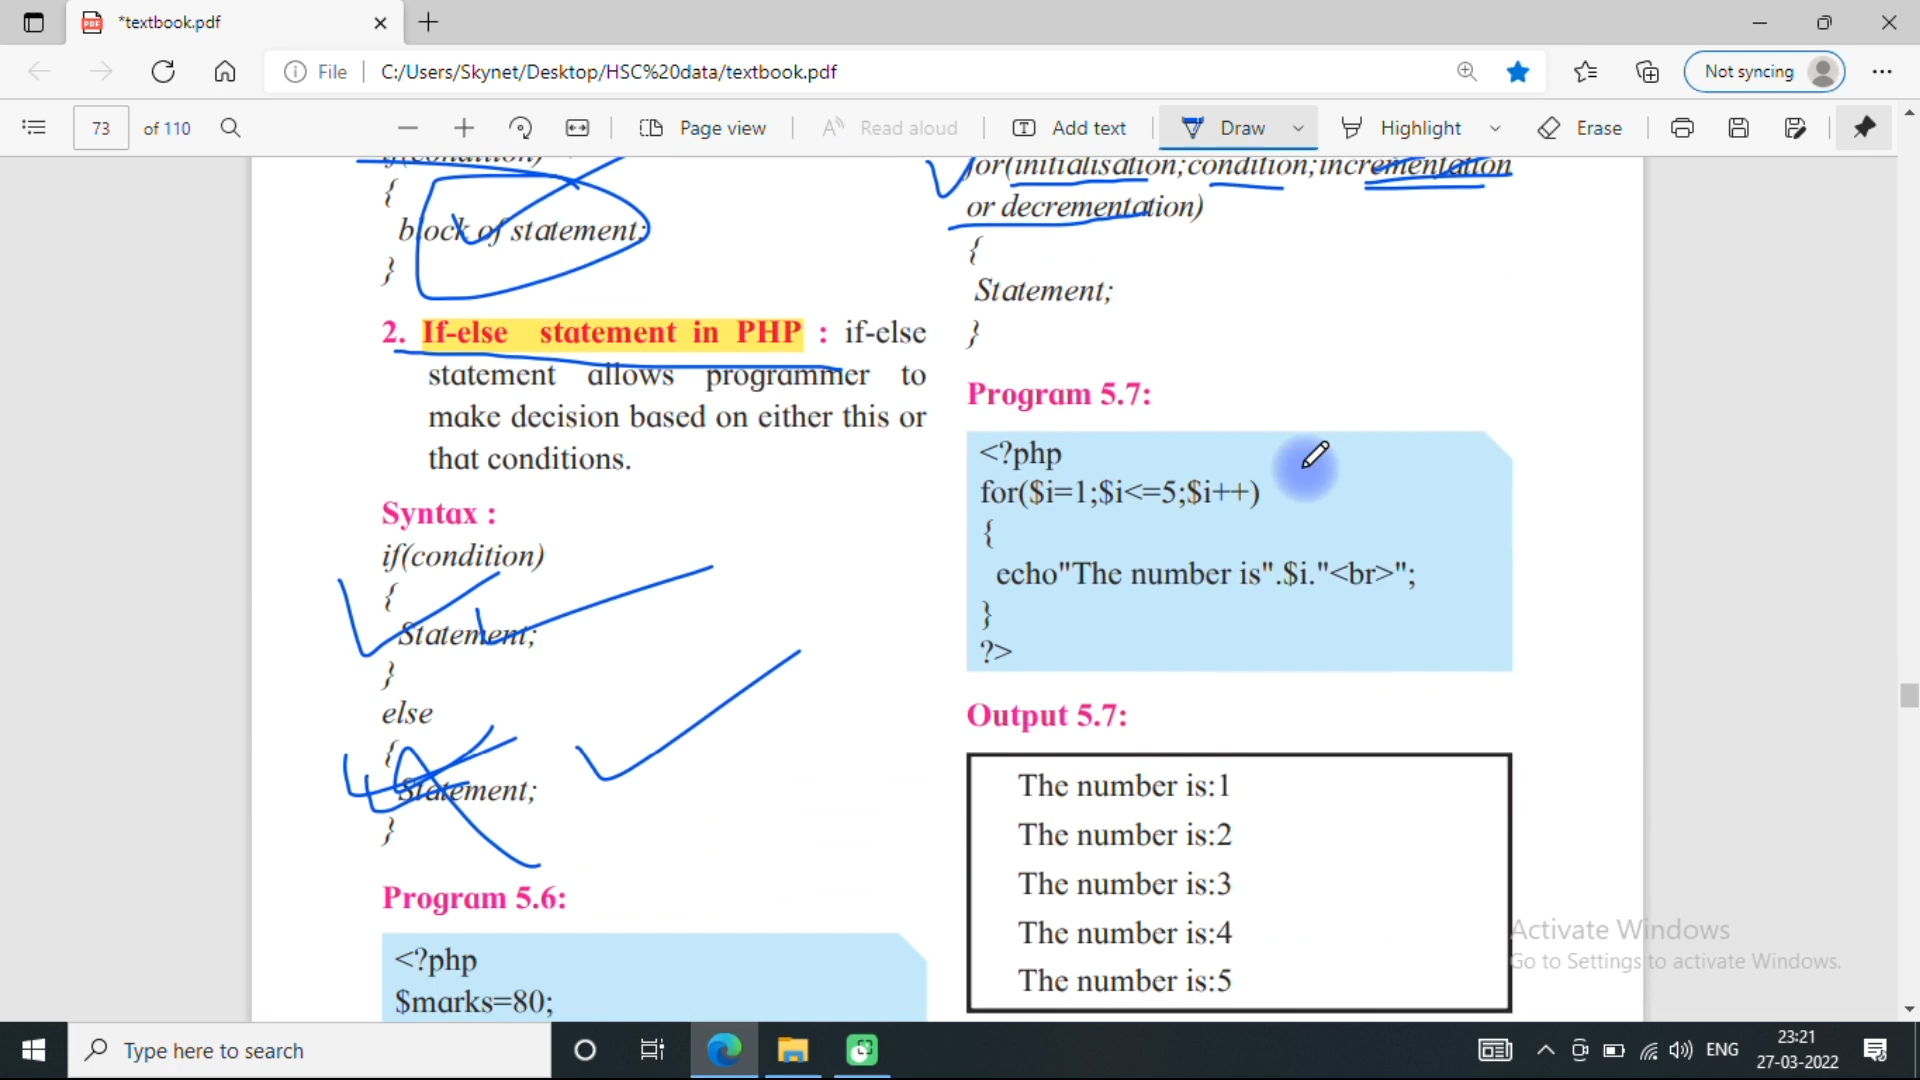 *textbook.pdf
File
C:/Users/Skynet/Desktop/HSC%20data/textbook.pdf
Not syncing
73
of 110
Page view
Read aloud
Add text
Draw
Highlight
Erase
if(condition)
{
block of statement;
}
2. If-else statement in PHP : if-else
statement allows programmer to
make decision based on either this or
that conditions.
Syntax :
if(condition)
{
Statement;
}
else
{
Statement;
}
Program 5.6:
<?php
$marks=80;
for(initialisation;condition;incrementation
or decrementation)
{
Statement;
}
Program 5.7:
<?php
for($i=1;$i<=5;$i++)
{
echo"The number is".$i."<br>";
}
?>
Output 5.7:
The number is:1
The number is:2
The number is:3
The number is:4
The number is:5
Activate Windows
Go to Settings to activate Windows.
Type here to search
ENG
23:21
27-03-2022